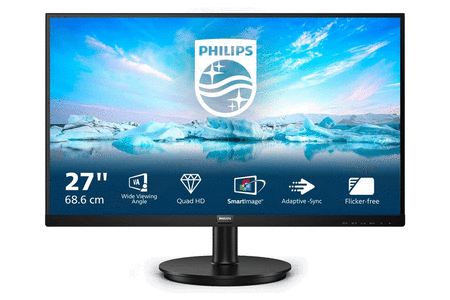 PHILIPS
27"
68.6 cm
VA
Wide Viewing
Angle
Quad HD
SmartImage
Adaptive -Sync
Flicker-free
PHILIPS